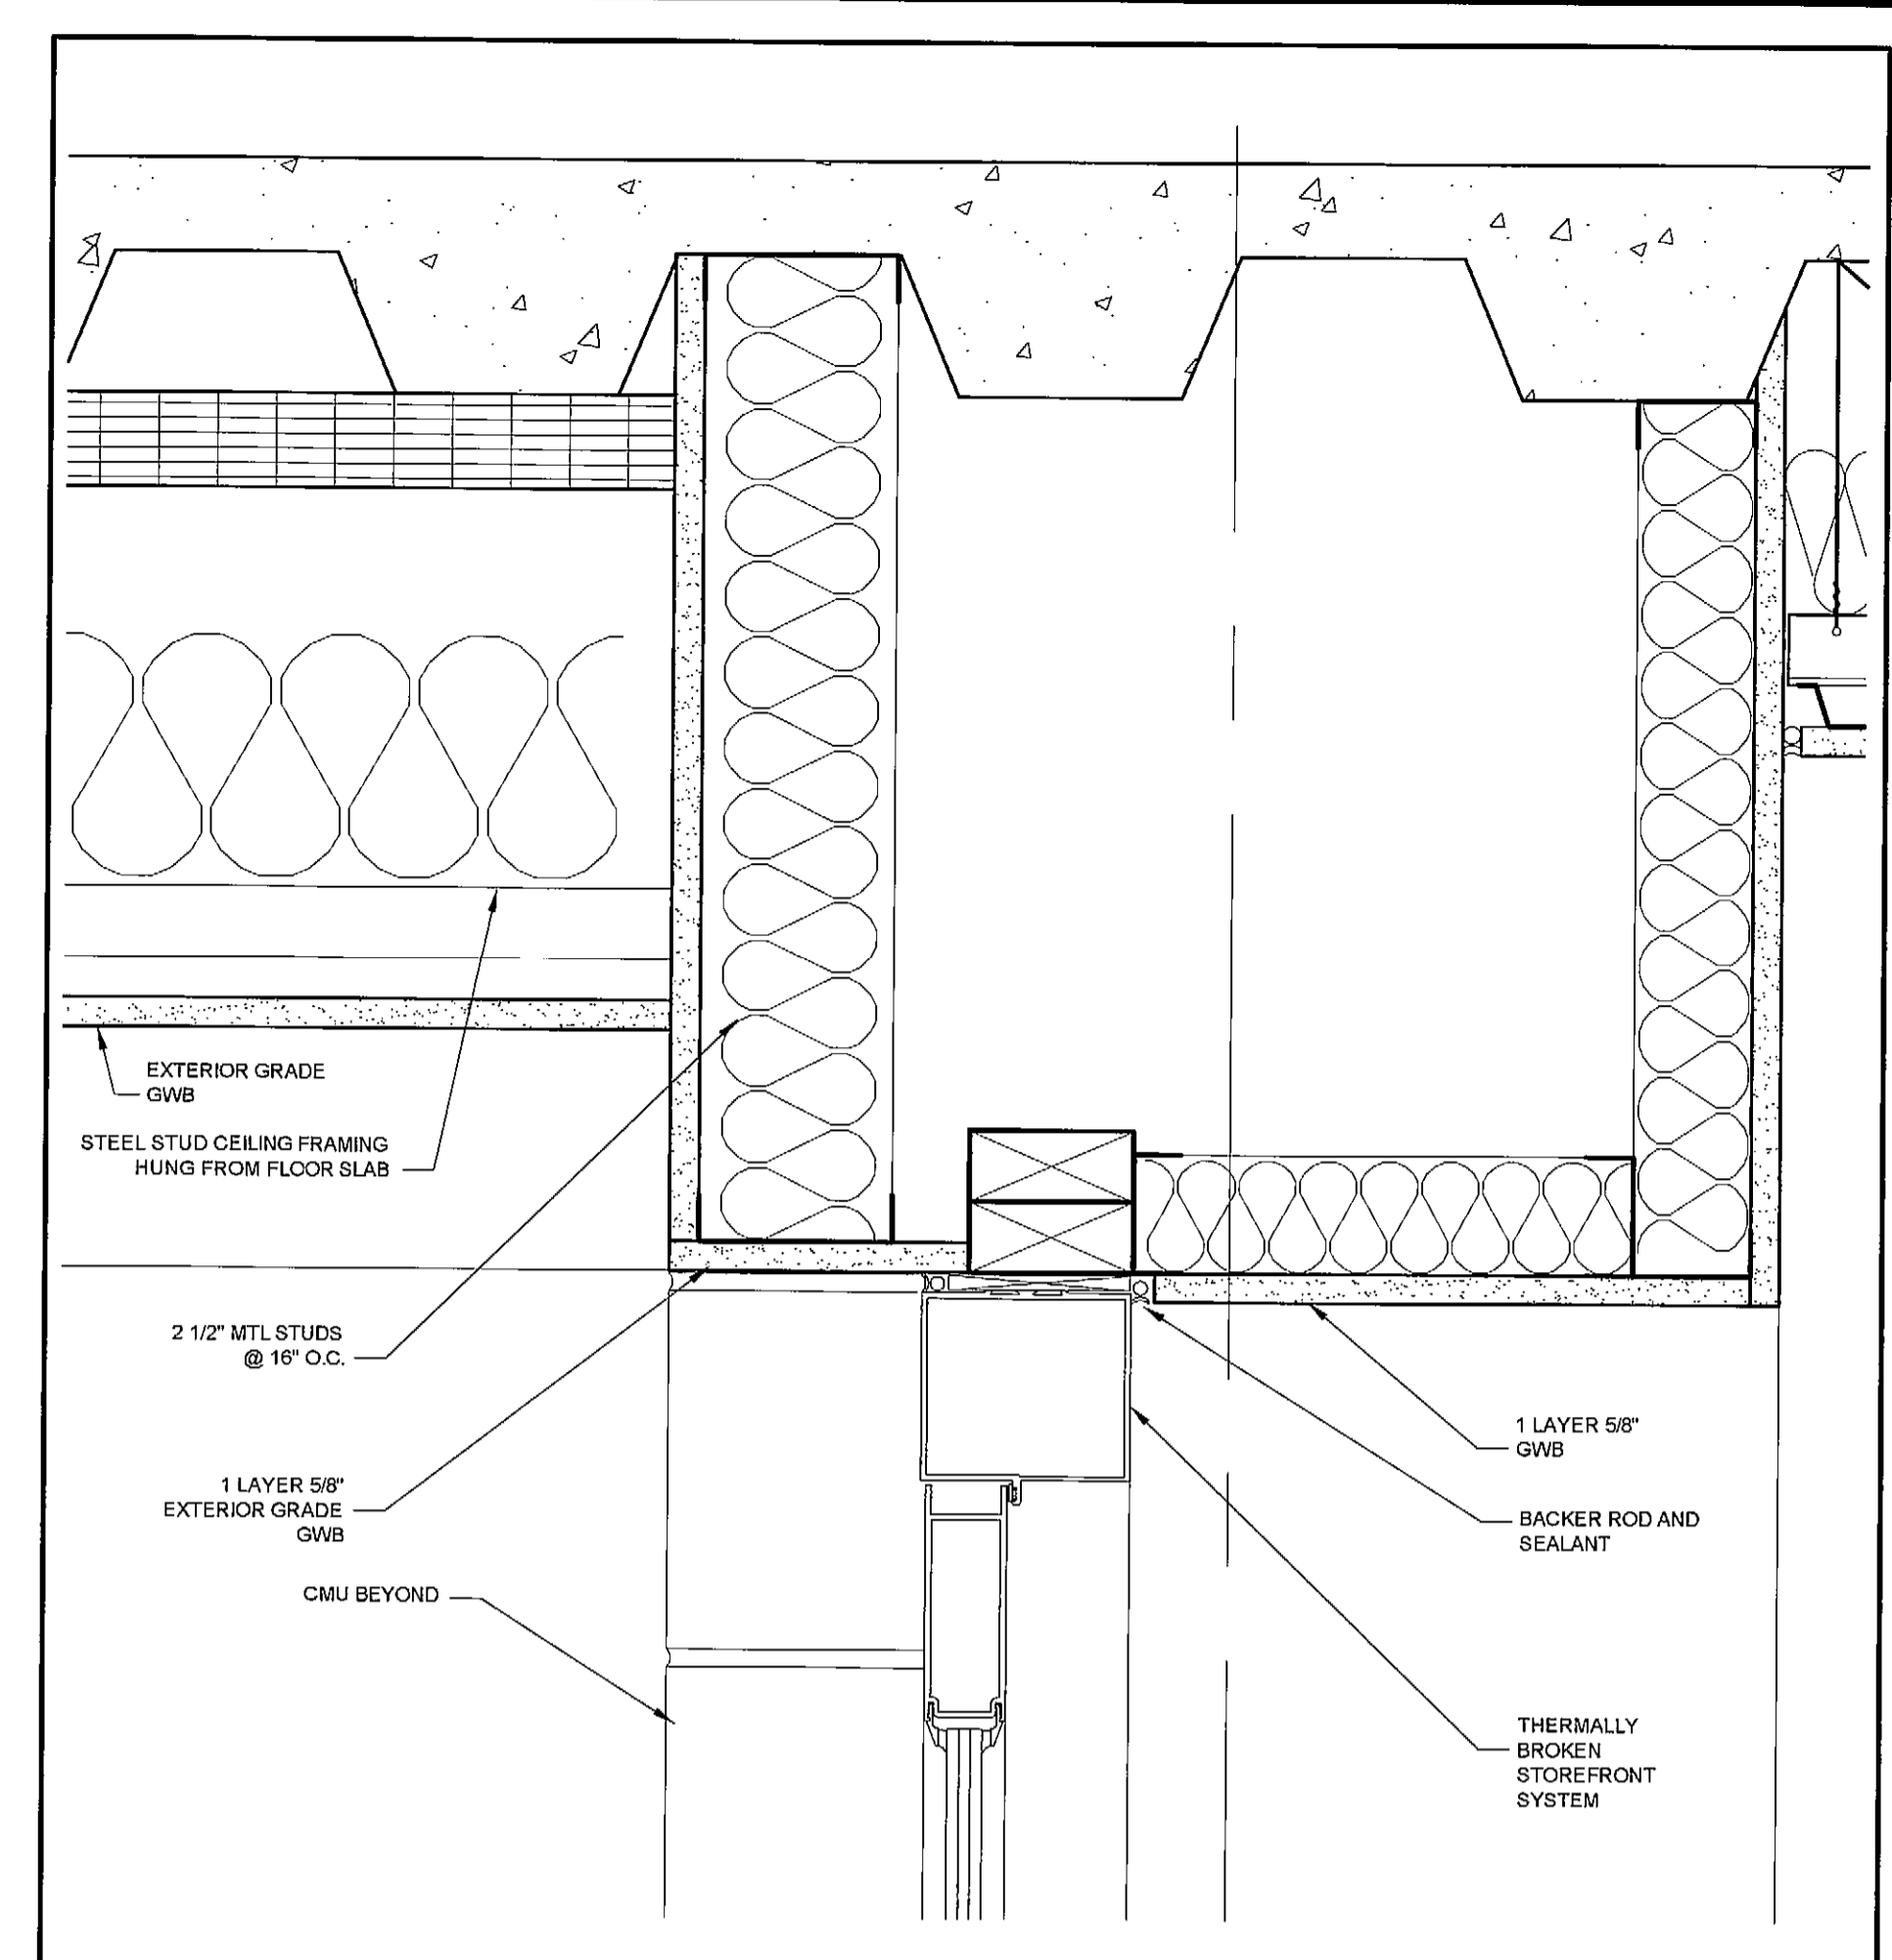 EXTERIOR GRADE
GWB
STEEL STUD CEILING FRAMING
HUNG FROM FLOOR SLAB
2 1/2" MTL STUDS
@ 16" O.C.
1 LAYER 5/8"
EXTERIOR GRADE
GWB
CMU BEYOND
1 LAYER 5/8"
GWB
BACKER ROD AND
SEALANT
THERMALLY
BROKEN
STOREFRONT
SYSTEM